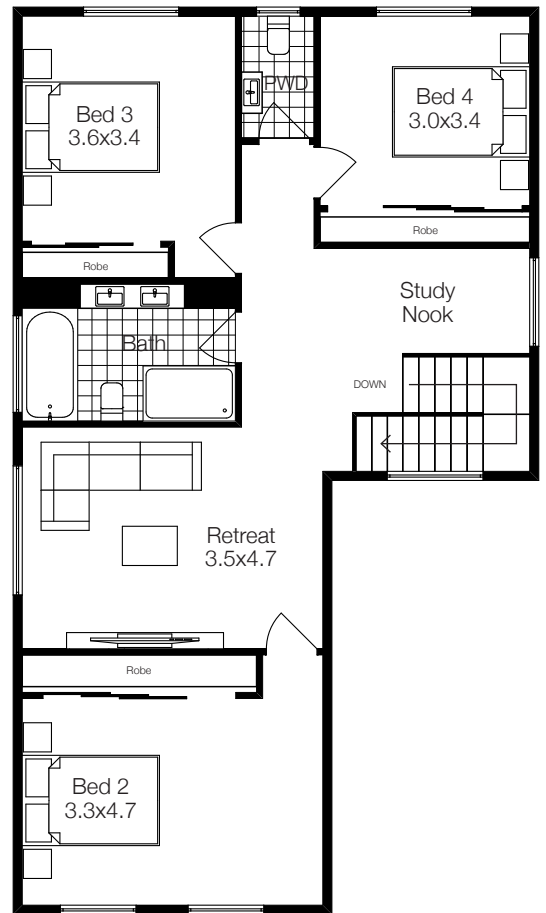 PWD
Bed 3
3.6x3.4
Bed 4
3.0x3.4
Robe
Robe
Study
Nook
Bath
DOWN
Retreat
3.5x4.7
Robe
Bed 2
3.3x4.7